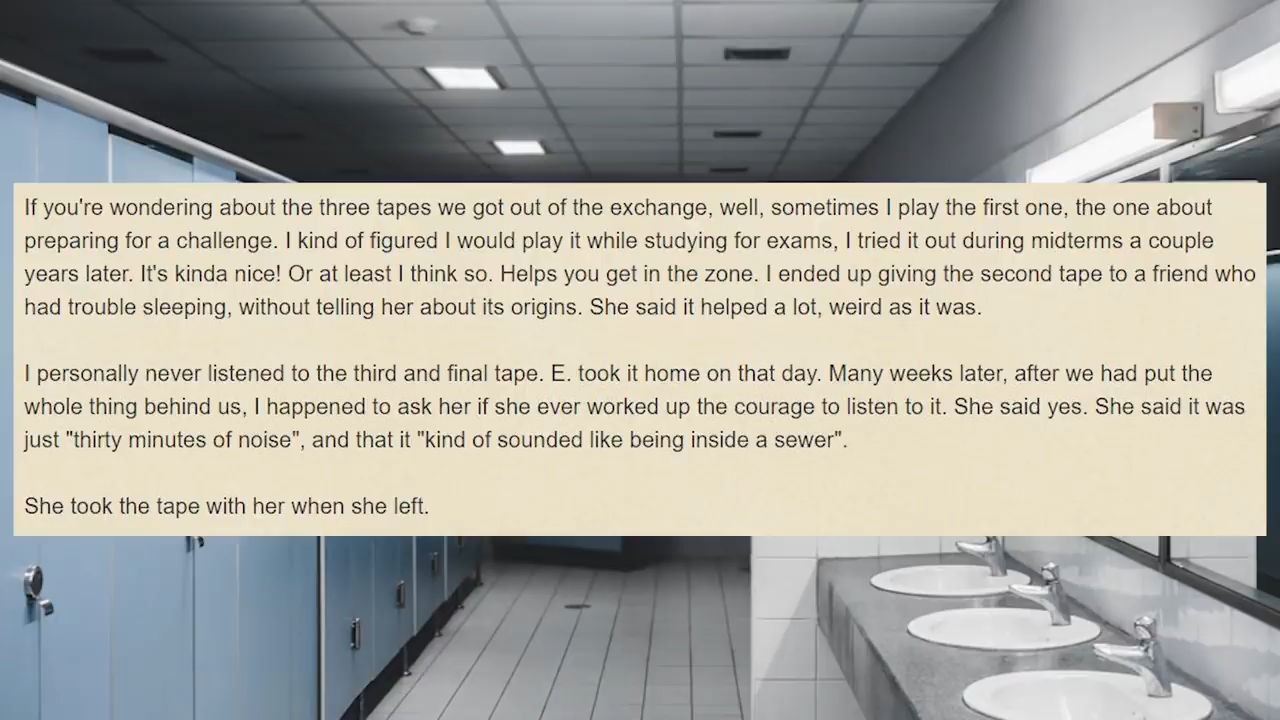 If you're wondering about the three tapes we got out of the exchange, well, sometimes I play the first one, the one about
preparing for a challenge. I kind of figured I would play it while studying for exams, I tried it out during midterms a couple
years later. It's kinda nice! Or at least I think so. Helps you get in the zone. I ended up giving the second tape to a friend who
had trouble sleeping, without telling her about its origins. She said it helped a lot, weird as it was.
I personally never listened to the third and final tape. E. took it home on that day. Many weeks later, after we had put the
whole thing behind us, I happened to ask her if she ever worked up the courage to listen to it. She said yes. She said it was
just "thirty minutes of noise", and that it "kind of sounded like being inside a sewer".
She took the tape with her when she left.